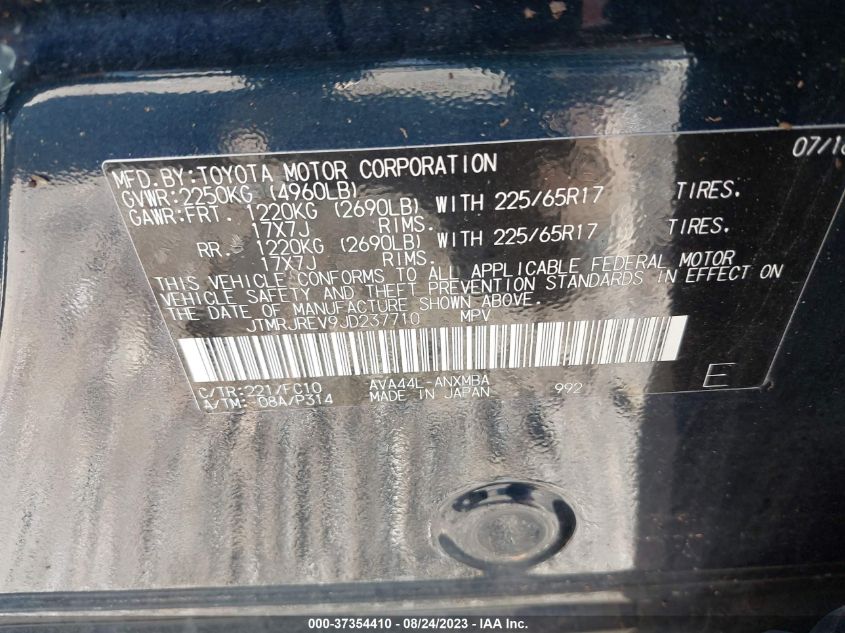 MFD.BY:TOYOTA MOTOR CORPORATION
GVWR:2250KG (4960LB)
GAWR:FRT. 1220KG (2690LB) WITH 225/65R17 TIRES.
17X7J RIMS.
RR. 1220KG (2690LB) WITH 225/65R17 TIRES.
17X7J RIMS.
THIS VEHICLE CONFORMS TO ALL APPLICABLE FEDERAL MOTOR
VEHICLE SAFETY AND THEFT PREVENTION STANDARDS IN EFFECT ON
THE DATE OF MANUFACTURE SHOWN ABOVE.
JTMRJREV9JD237710 MPV
C/TR:221/FC10 AVA44L-ANXMBA
A/TM: 08A/P314 MADE IN JAPAN 992 E
000-37354410 - 08/24/2023 - IAA Inc.